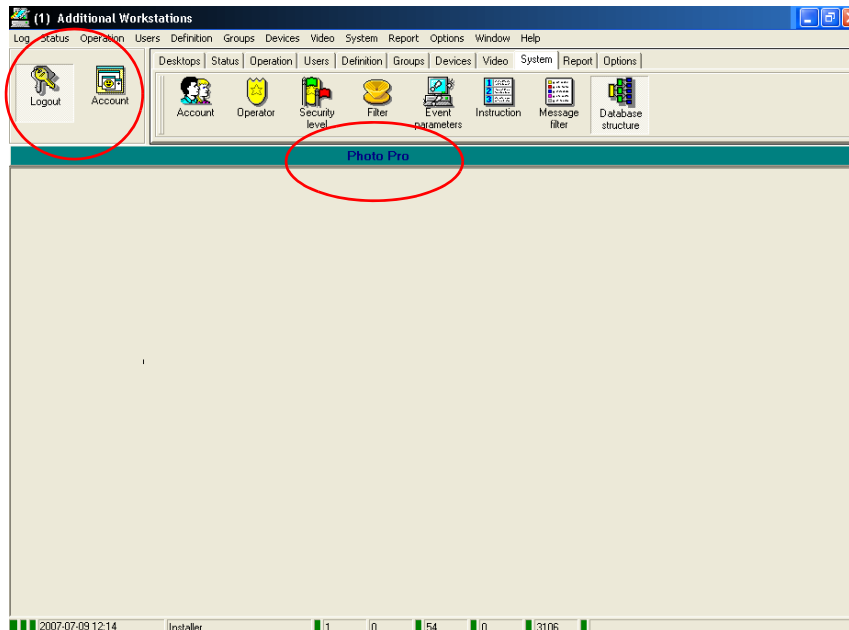 (1) Additional Workstations
Log Status Operation Users Definition Groups Devices Video System Report Options Window Help
Desktops Status Operation Users Definition Groups Devices Video System Report Options
Logout Account Account Operator Security level Filter Event parameters Instruction Message filter Database structure
Photo Pro
2007-07-09 12:14 Installer 1 0 54 0 3106